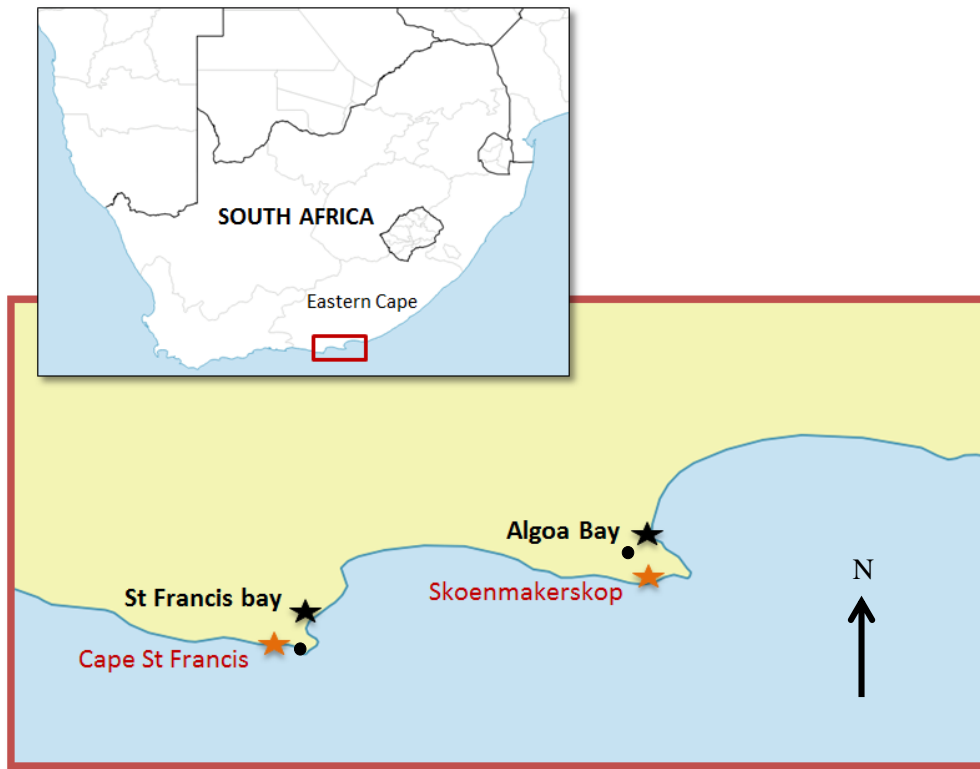 SOUTH AFRICA
Eastern Cape
Algoa Bay
Skoenmakerskop
N
St Francis bay
Cape St Francis